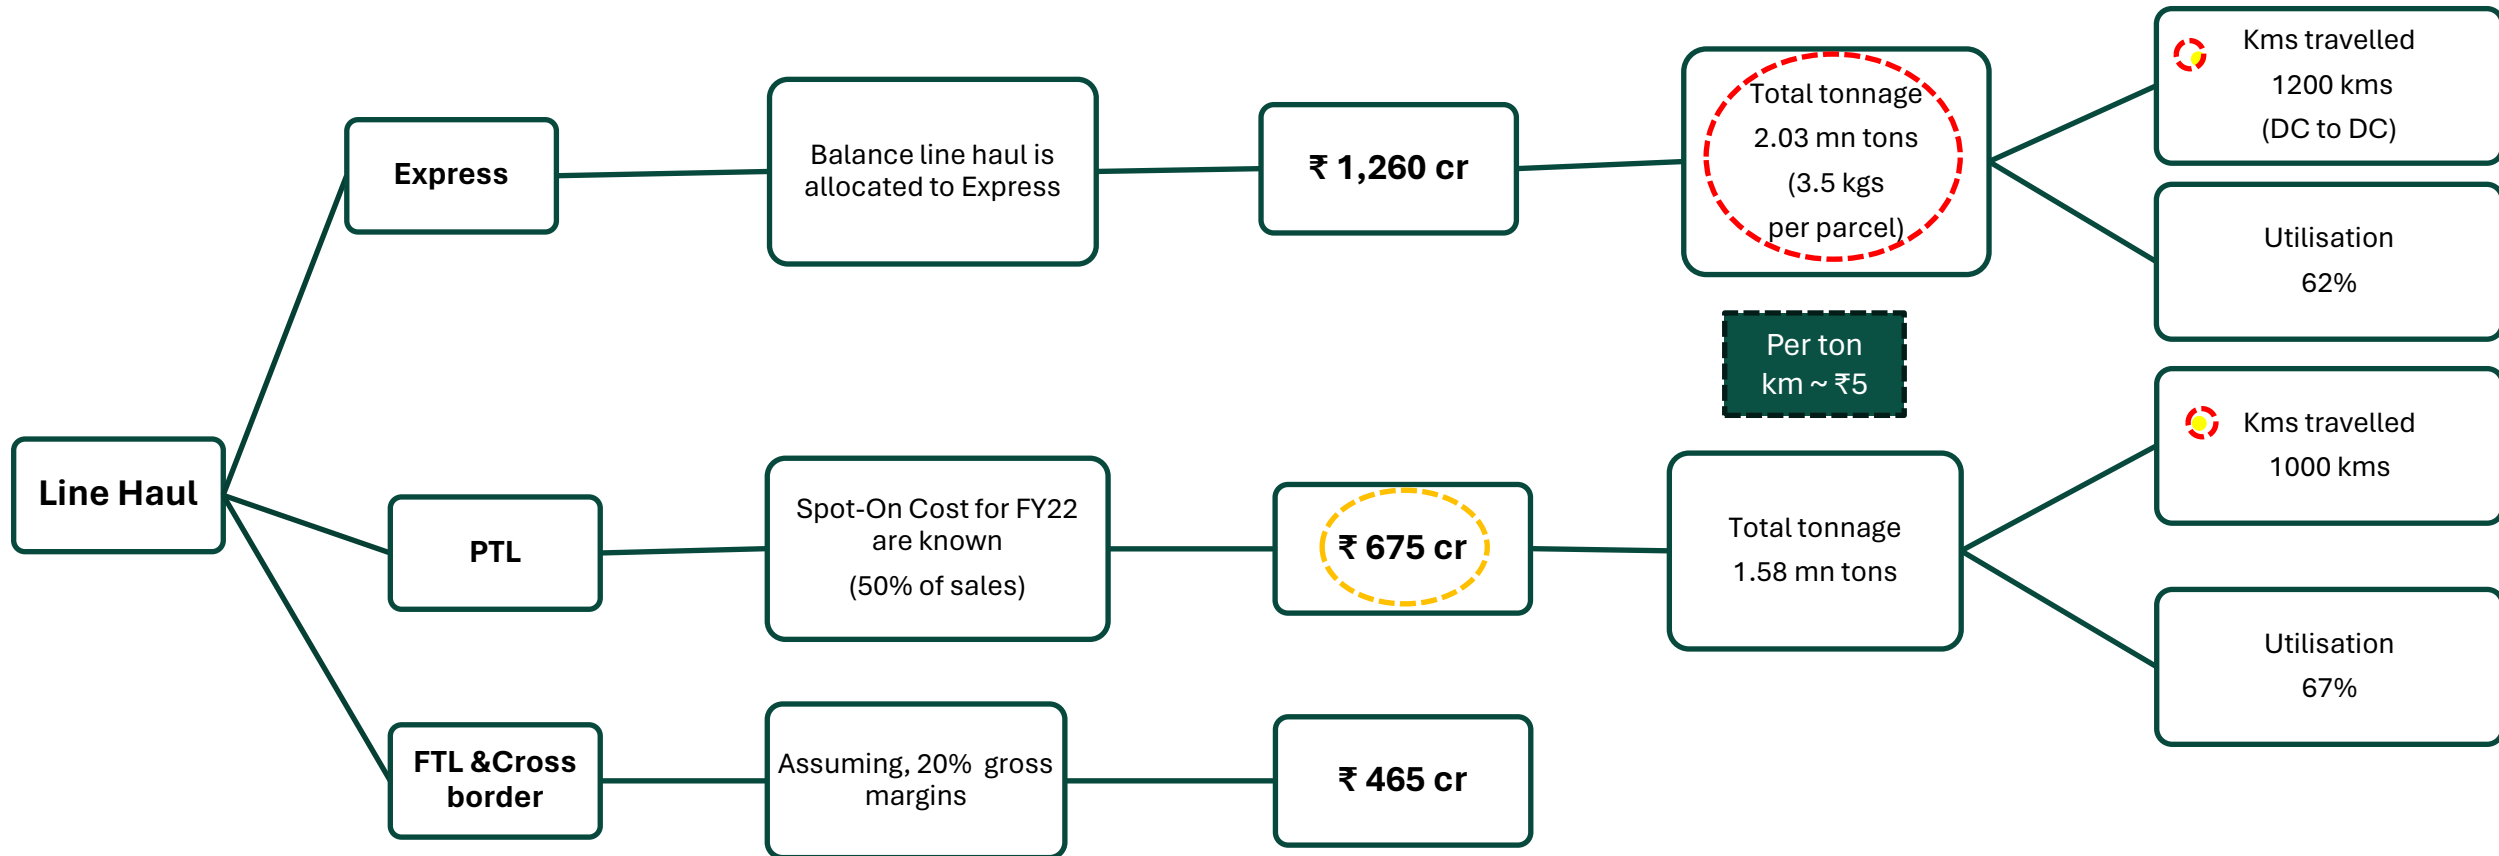 Line Haul
Express
Balance line haul is
allocated to Express
₹ 1,260 cr
Total tonnage
2.03 mn tons
(3.5 kgs
per parcel)
Kms travelled
1200 kms
(DC to DC)
Utilisation
62%
Per ton
km ~ ₹5
PTL
Spot-On Cost for FY22
are known
(50% of sales)
₹ 675 cr
Total tonnage
1.58 mn tons
Kms travelled
1000 kms
Utilisation
67%
FTL &Cross
border
Assuming, 20% gross
margins
₹ 465 cr